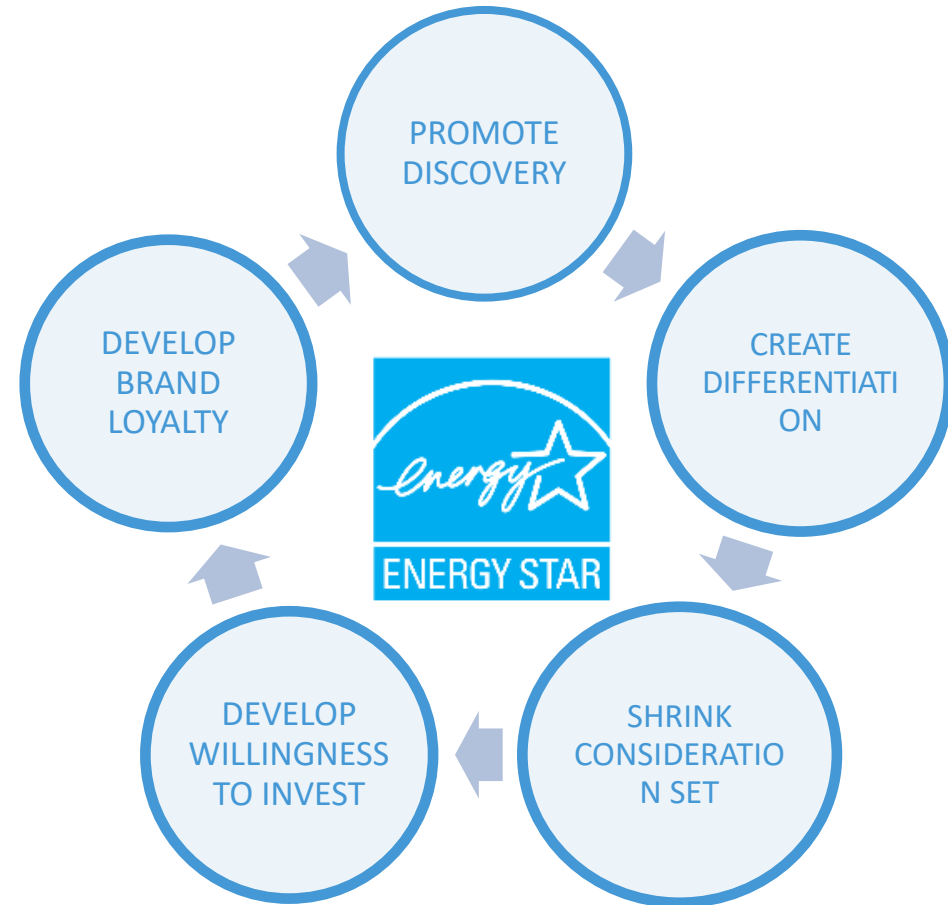 PROMOTE
DISCOVERY
CREATE
DIFFERENTIATI
ON
SHRINK
CONSIDERATIO
N SET
DEVELOP
WILLINGNESS
TO INVEST
DEVELOP
BRAND
LOYALTY
energy
ENERGY STAR